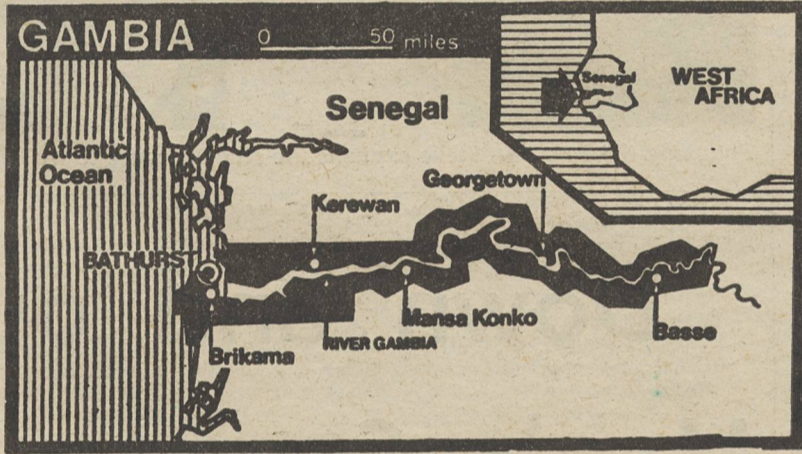 GAMBIA
0 50 miles
Senegal
WEST
AFRICA
Senegal
Atlantic
Ocean
Georgetown
Kerewan
BATHURST
Mansa Konko
RIVER GAMBIA
Basse
Brikama